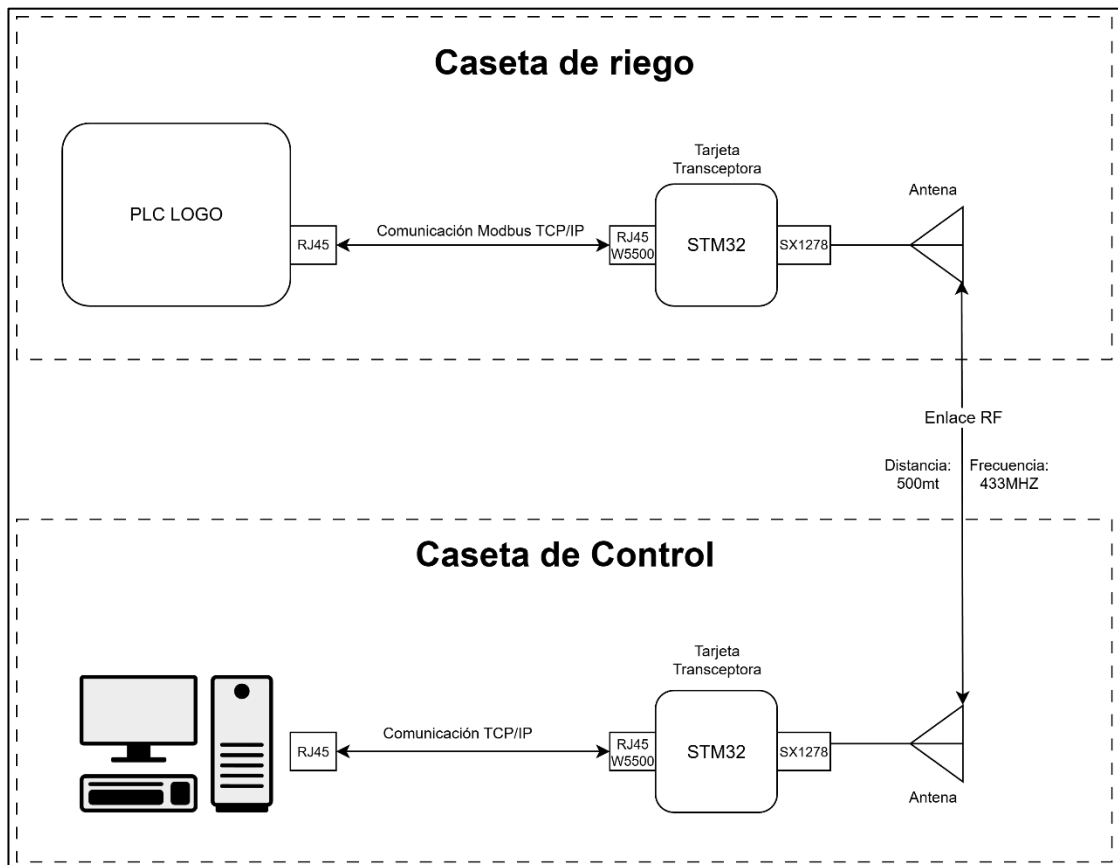 Caseta de riego
PLC LOGO
RJ45
Comunicación Modbus TCP/IP
RJ45
W5500
Tarjeta
Transceptora
STM32
SX1278
Antena
Enlace RF
Distancia:
500mt
Frecuencia:
433MHZ
Caseta de Control
RJ45
Comunicación TCP/IP
RJ45
W5500
Tarjeta
Transceptora
STM32
SX1278
Antena